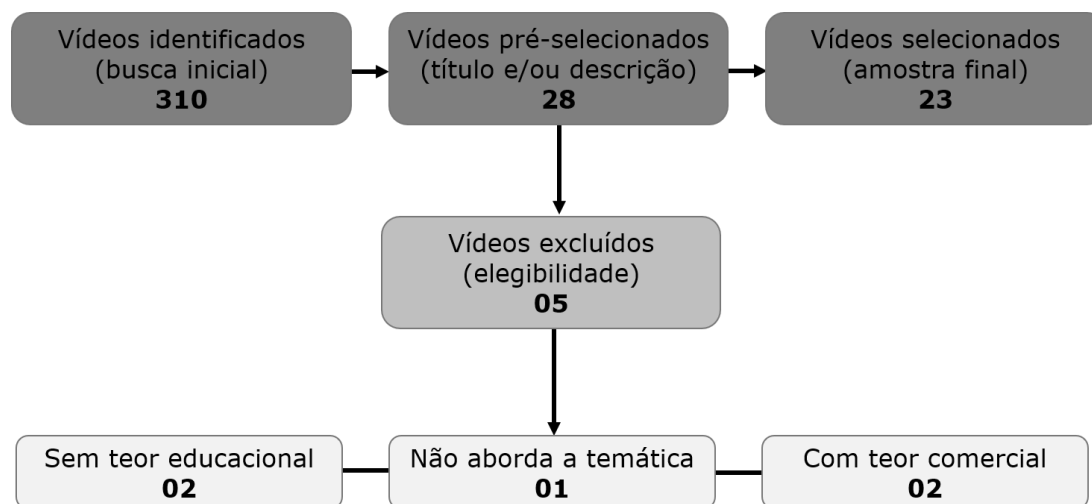 Vídeos identificados
(busca inicial)
310
Vídeos pré-selecionados
(título e/ou descrição)
28
Vídeos selecionados
(amostra final)
23
Vídeos excluídos
(elegibilidade)
05
Sem teor educacional
02
Não aborda a temática
01
Com teor comercial
02